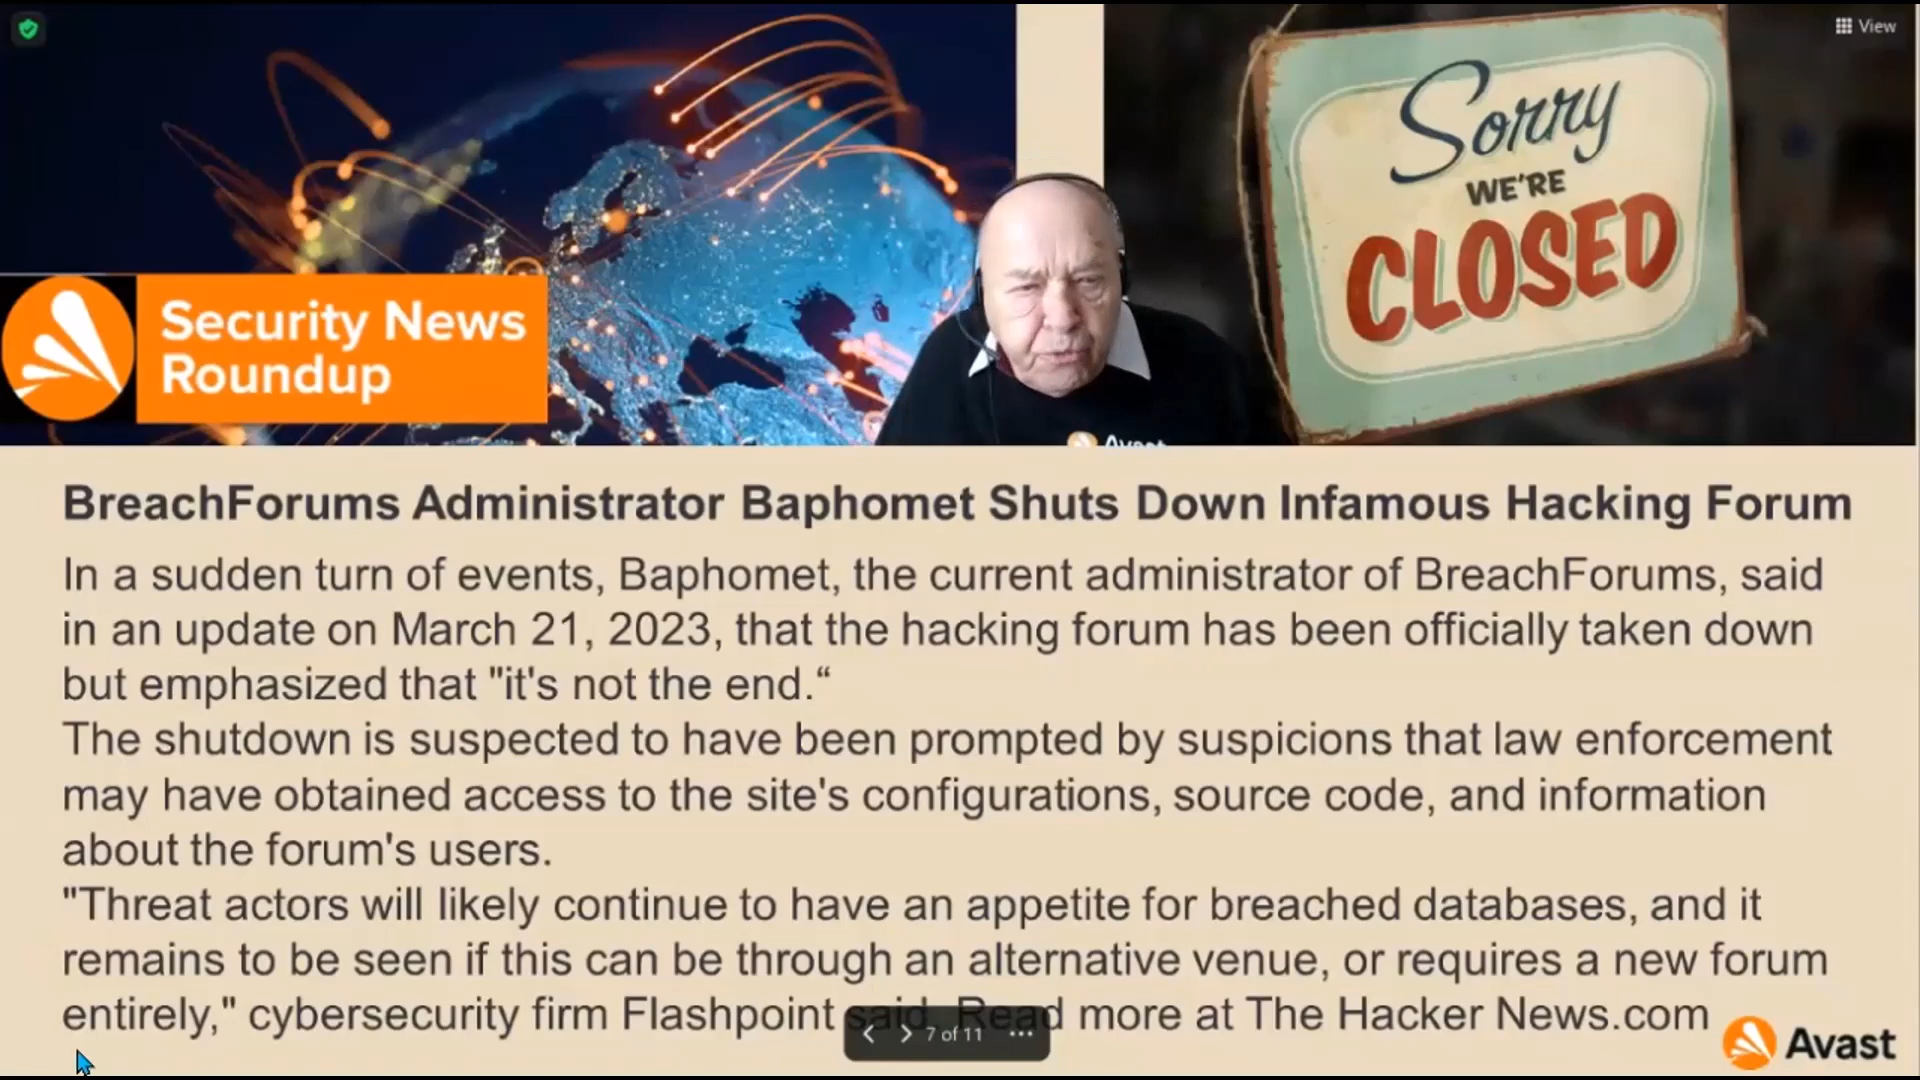 View
Sorry
WE'RE
CLOSED
Security News
Roundup
Avast
BreachForums Administrator Baphomet Shuts Down Infamous Hacking Forum
In a sudden turn of events, Baphomet, the current administrator of BreachForums, said
in an update on March 21, 2023, that the hacking forum has been officially taken down
but emphasized that "it's not the end.“
The shutdown is suspected to have been prompted by suspicions that law enforcement
may have obtained access to the site's configurations, source code, and information
about the forum's users.
"Threat actors will likely continue to have an appetite for breached databases, and it
remains to be seen if this can be through an alternative venue, or requires a new forum
entirely," cybersecurity firm Flashpoint said. Read more at The Hacker News.com
7 of 11
Avast